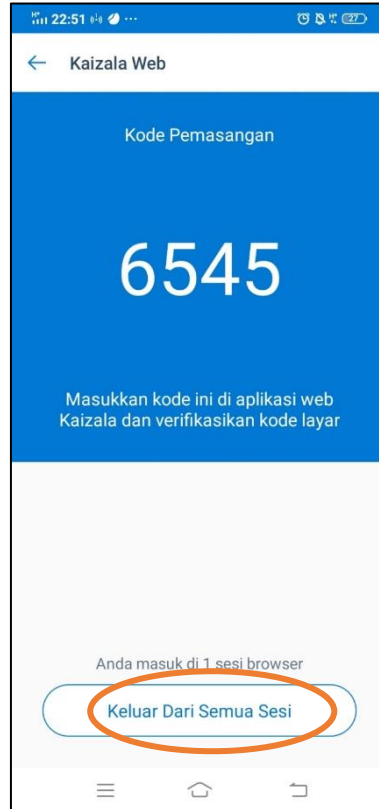 22:51 ... 27
Kaizala Web
Kode Pemasangan
6545
Masukkan kode ini di aplikasi web
Kaizala dan verifikasikan kode layar
Anda masuk di 1 sesi browser
Keluar Dari Semua Sesi